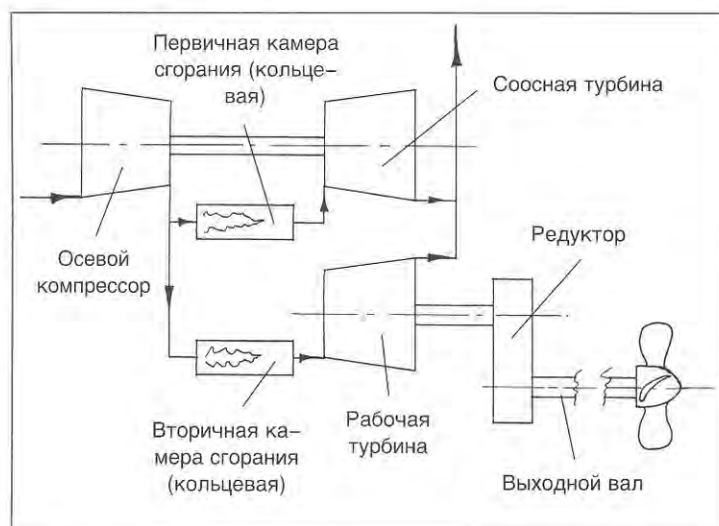 Первичная камера
сгорания (кольце-
вая)
Соосная турбина
Осевой
компрессор
Редуктор
Вторичная ка-
мера сгорания
(кольцевая)
Рабочая
турбина
Выходной вал